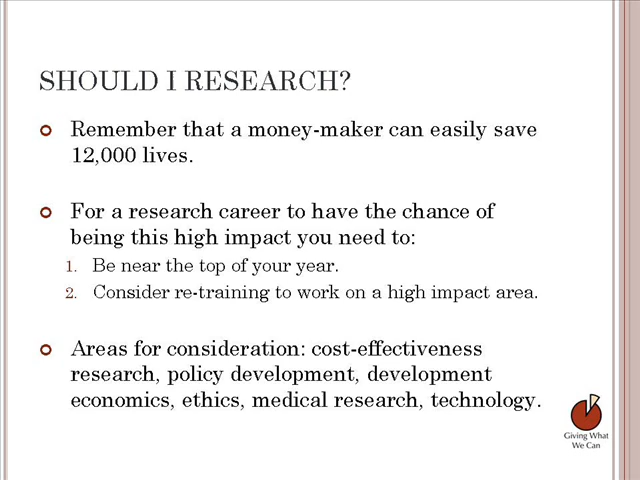 SHOULD I RESEARCH?
Remember that a money-maker can easily save
12,000 lives.
For a research career to have the chance of
being this high impact you need to:
1. Be near the top of your year.
2. Consider re-training to work on a high impact area.
Areas for consideration: cost-effectiveness
research, policy development, development
economics, ethics, medical research, technology.
Giving What
We Can